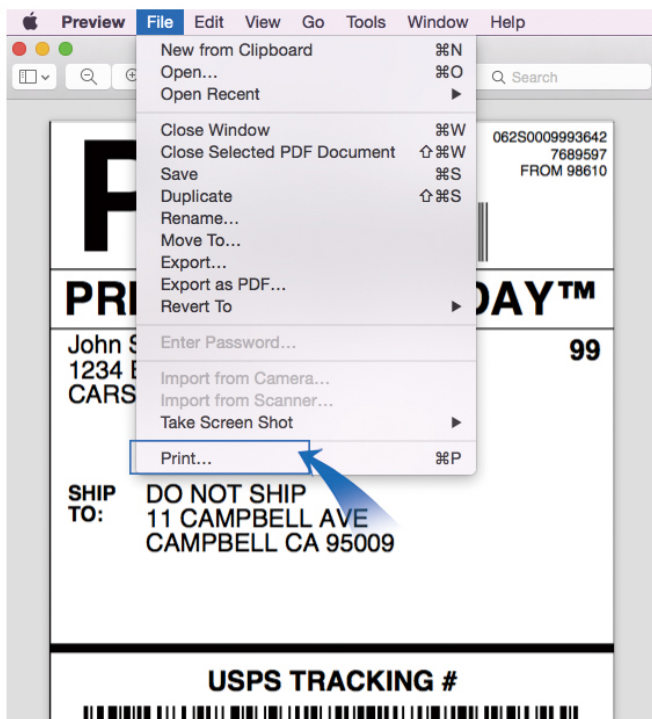 Preview File Edit View Go Tools Window Help
Search
New from Clipboard ⌘N
Open... ⌘O
Open Recent ▶
Close Window ⌘W
Close Selected PDF Document ⇧⌘W
Save ⌘S
Duplicate ⇧⌘S
Rename...
Move To...
Export...
Export as PDF...
Revert To ▶
Enter Password...
Import from Camera...
Import from Scanner...
Take Screen Shot ▶
Print... ⌘P
062S0009993642
7689597
FROM 98610
P
PRI DAY™
John S
1234
CARS
99
SHIP TO:
DO NOT SHIP
11 CAMPBELL AVE
CAMPBELL CA 95009
USPS TRACKING #